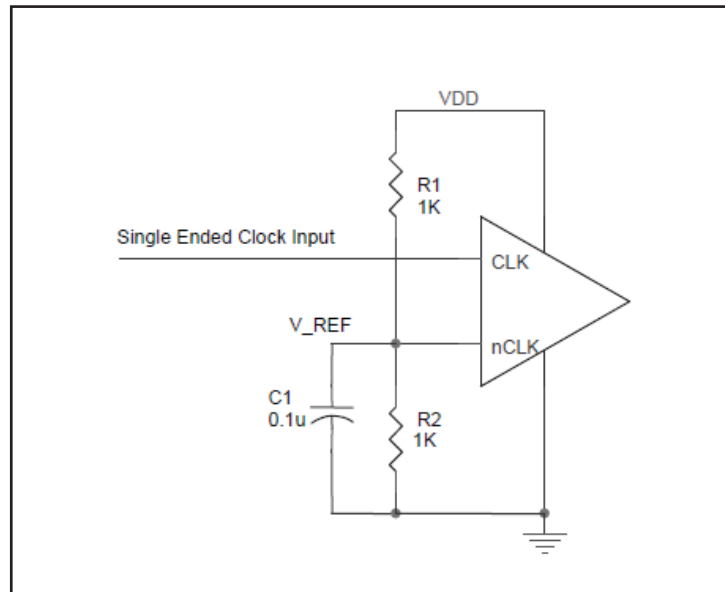 VDD
R1
1K
Single Ended Clock Input
CLK
V_REF
nCLK
C1
0.1u
R2
1K